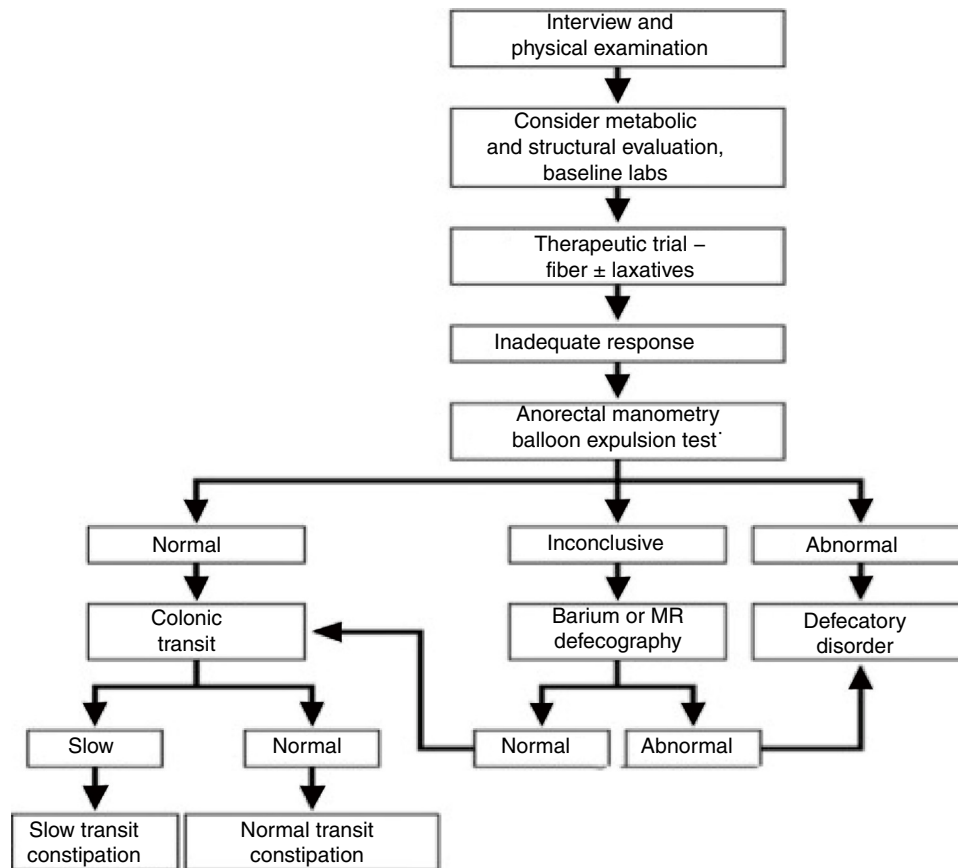 Interview and
physical examination
Consider metabolic
and structural evaluation,
baseline labs
Therapeutic trial –
fiber ± laxatives
Inadequate response
Anorectal manometry
balloon expulsion test
Normal
Inconclusive
Abnormal
Colonic
transit
Barium or MR
defecography
Defecatory
disorder
Slow
Normal
Normal
Abnormal
Slow transit
constipation
Normal transit
constipation